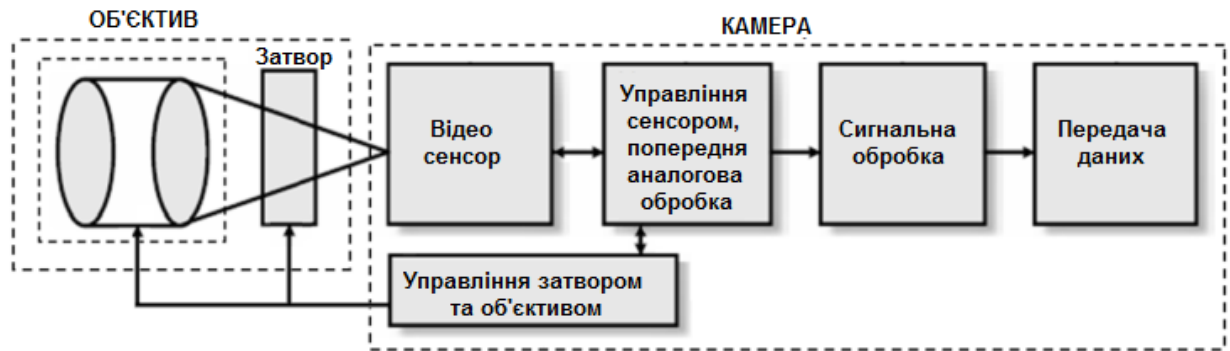 ОБ'ЄКТИВ
КАМЕРА
Затвор
Відео
сенсор
Управління
сенсором,
попередня
аналогова
обробка
Сигнальна
обробка
Передача
даних
Управління затвором
та об'єктивом